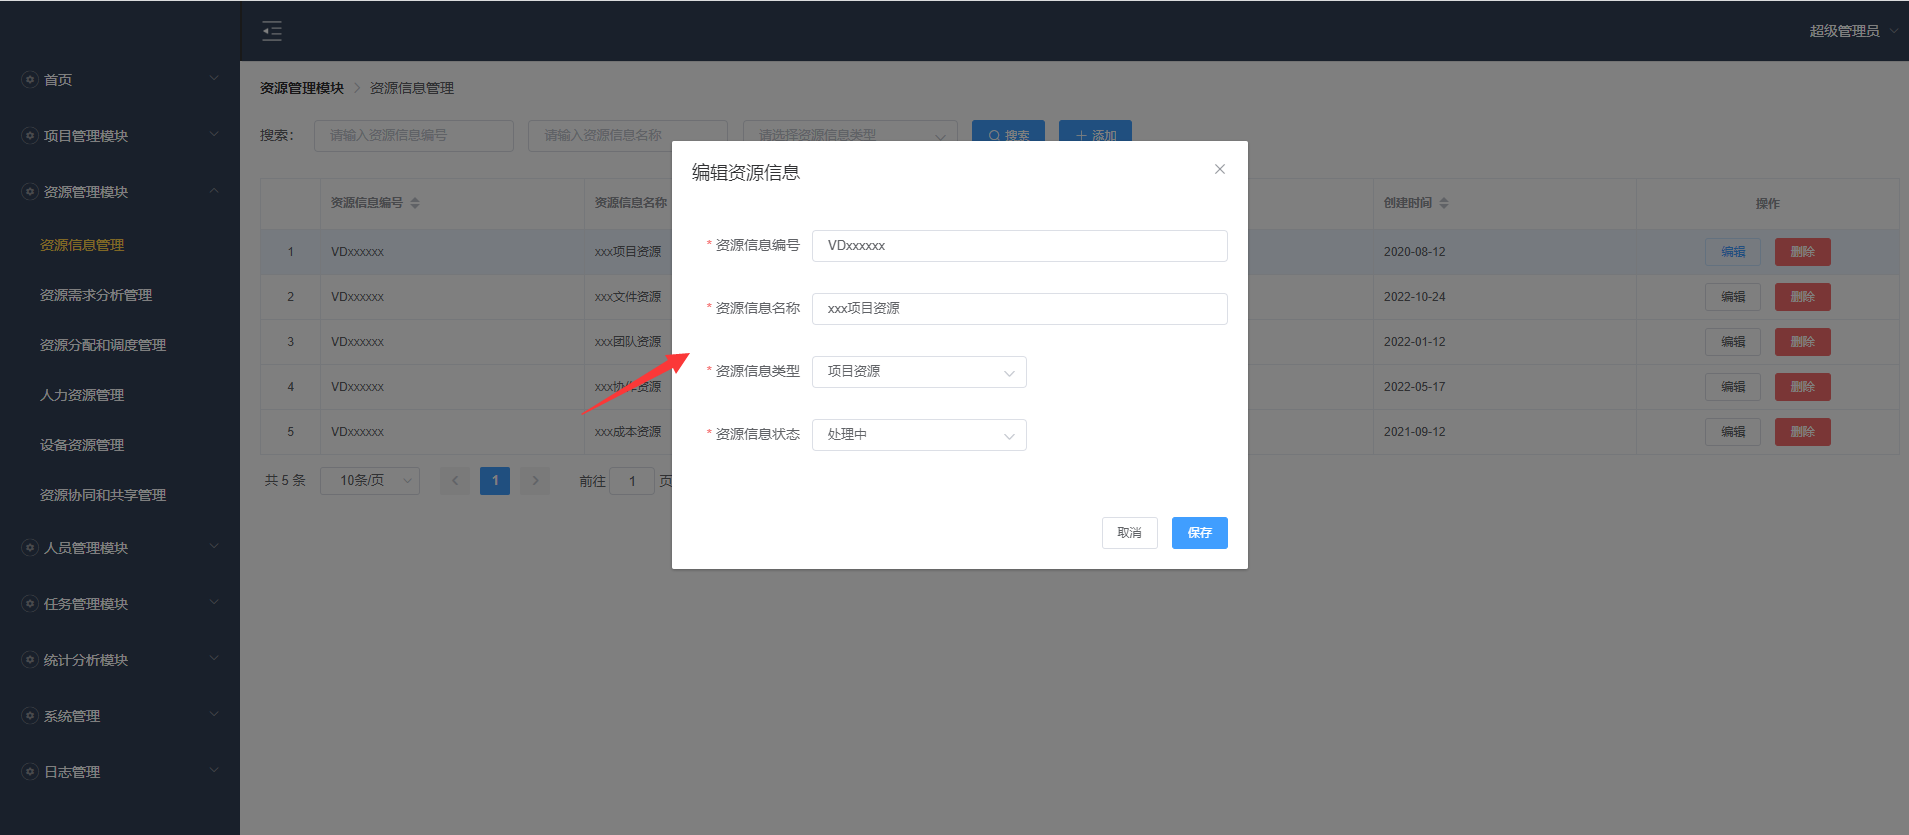 超级管理员
首页
项目管理模块
资源管理模块
资源信息管理
资源需求分析管理
资源分配和调度管理
人力资源管理
设备资源管理
资源协同和共享管理
人员管理模块
任务管理模块
统计分析模块
系统管理
日志管理
资源管理模块 > 资源信息管理
搜索： 请输入资源信息编号 请输入资源信息名称 请选择资源信息类型 搜索 添加
资源信息编号 资源信息名称 创建时间 操作
1 VDxxxxxx xxx项目资源 2020-08-12 编辑 删除
2 VDxxxxxx xxx文件资源 2022-10-24 编辑 删除
3 VDxxxxxx xxx团队资源 2022-01-12 编辑 删除
4 VDxxxxxx xxx协作资源 2022-05-17 编辑 删除
5 VDxxxxxx xxx成本资源 2021-09-12 编辑 删除
共 5 条 10条/页 1 前往 1 页
编辑资源信息
* 资源信息编号 VDxxxxxx
* 资源信息名称 xxx项目资源
* 资源信息类型 项目资源
* 资源信息状态 处理中
取消 保存